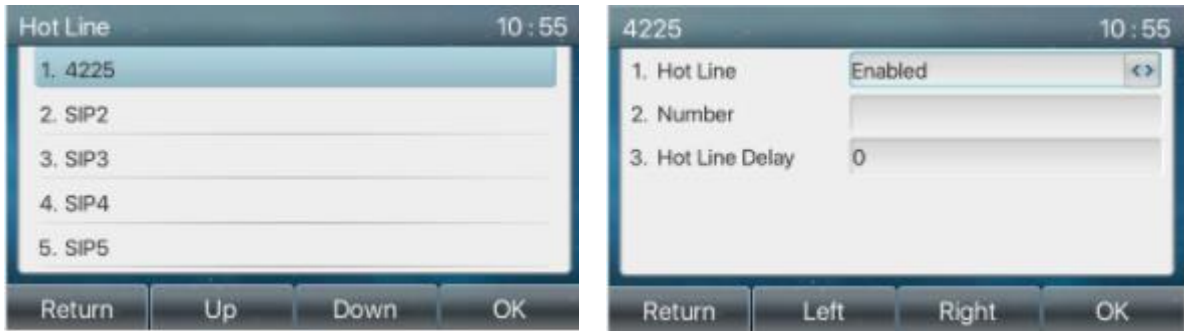 Hot Line 10:55
1. 4225
2. SIP2
3. SIP3
4. SIP4
5. SIP5
Return Up Down OK
4225 10:55
1. Hot Line Enabled <>
2. Number
3. Hot Line Delay 0
Return Left Right OK